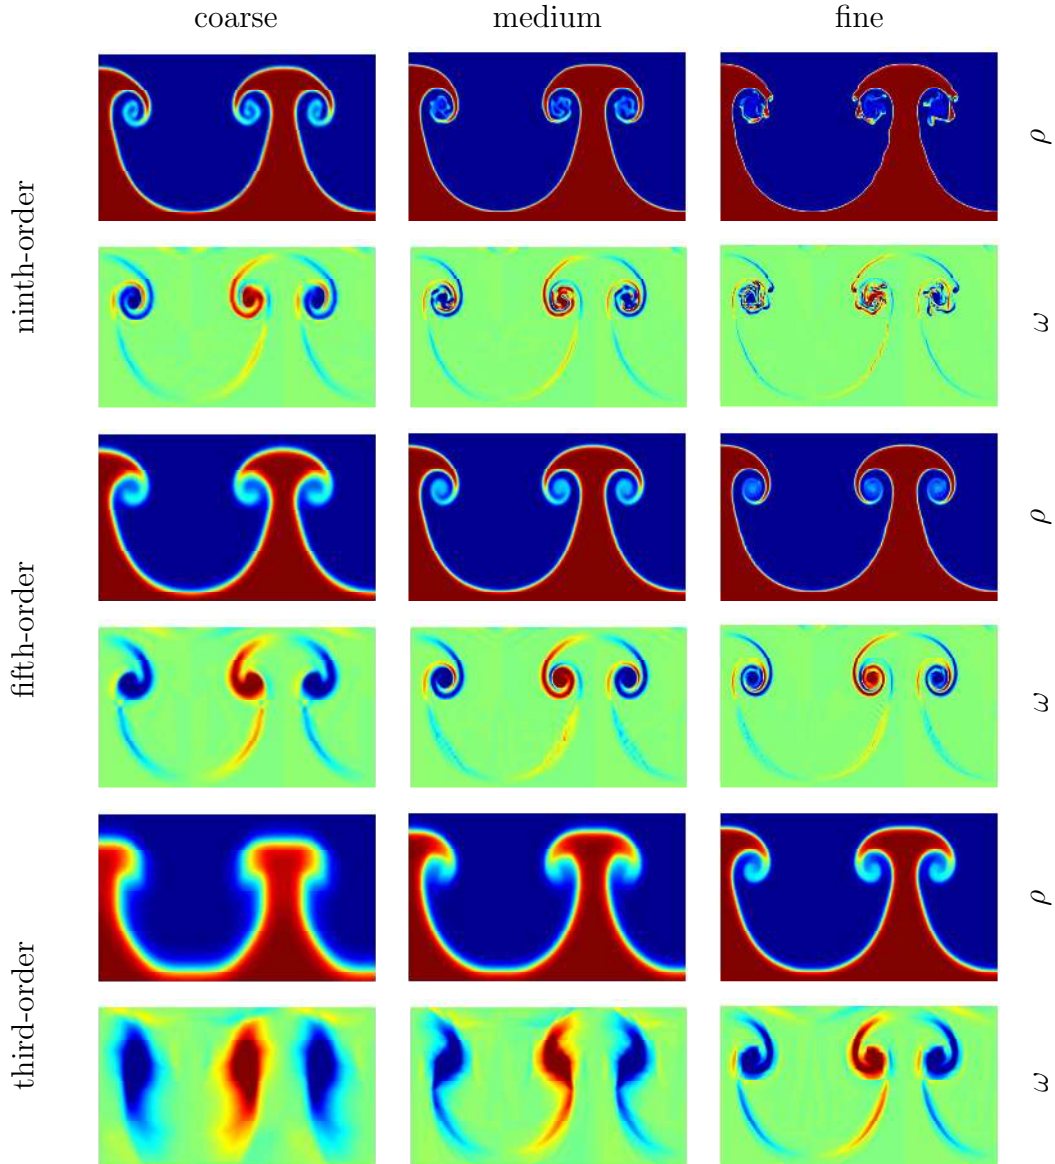 coarse medium fine
ninth-order
ρ
ω
fifth-order
ρ
ω
third-order
ρ
ω